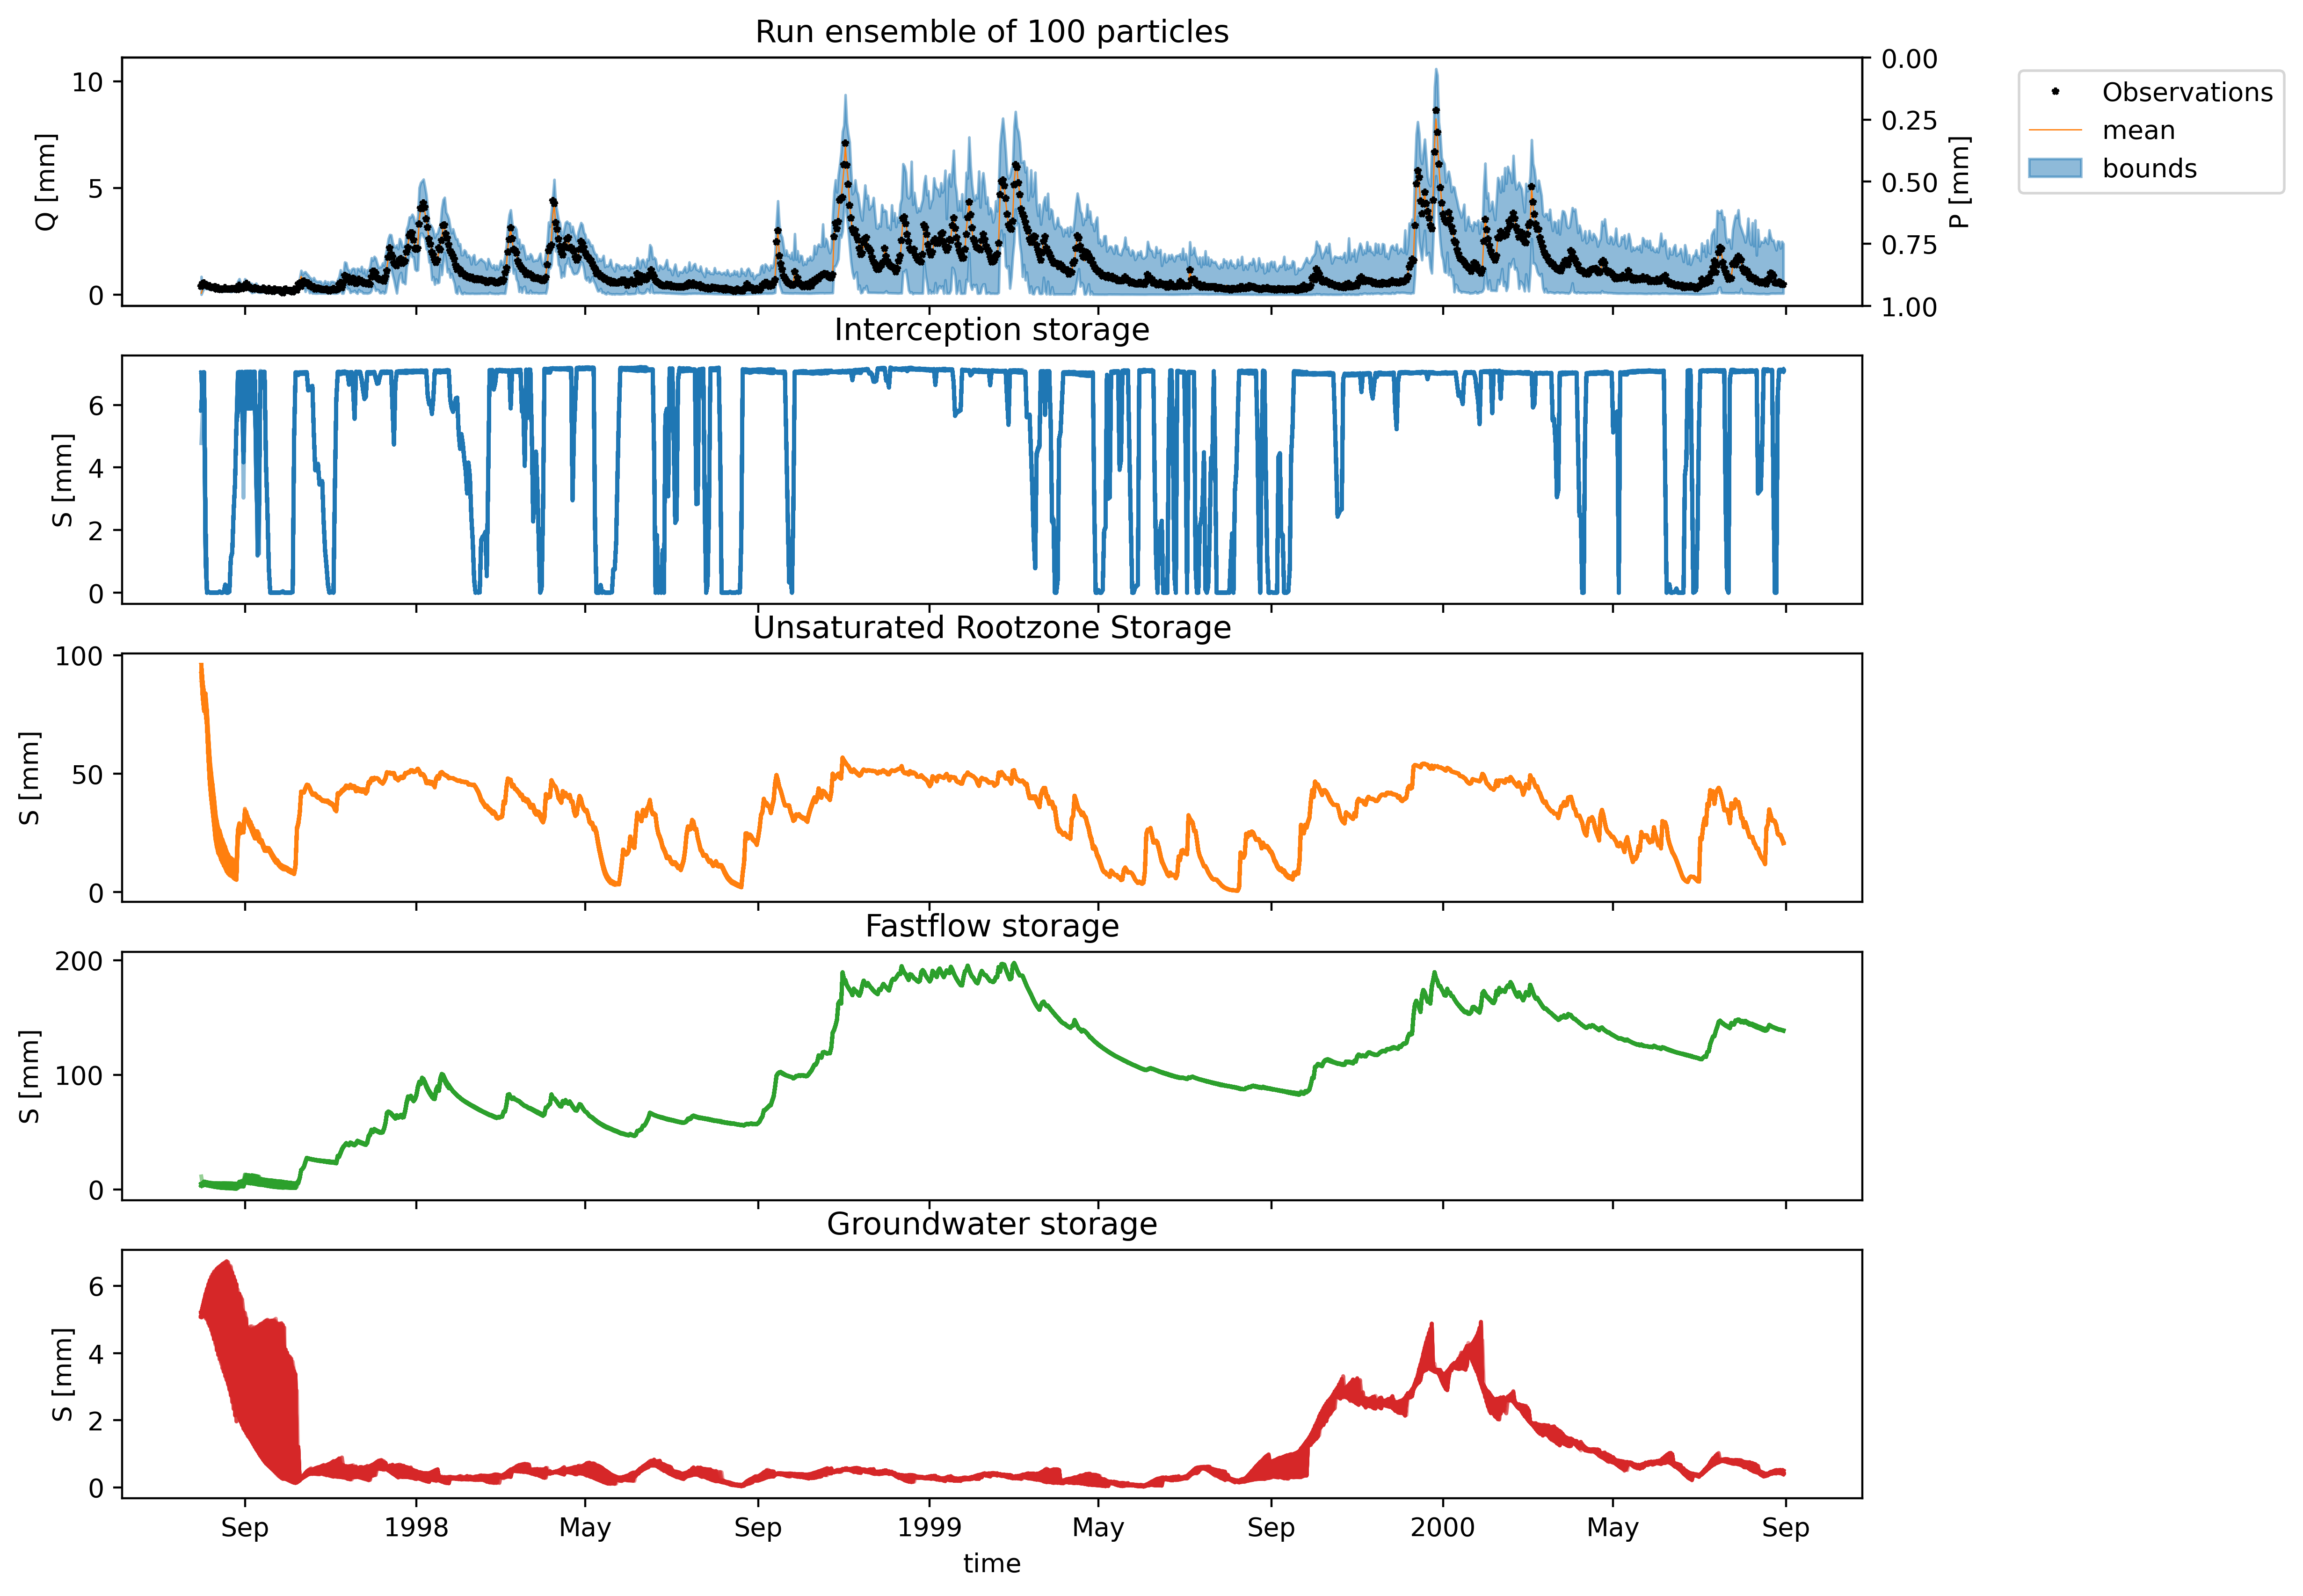 Run ensemble of 100 particles
10
5
0
Q [mm]
0.00
0.25
0.50
0.75
1.00
P [mm]
Observations
mean
bounds
Interception storage
6
4
2
0
S [mm]
Unsaturated Rootzone Storage
100
50
0
S [mm]
Fastflow storage
200
100
0
S [mm]
Groundwater storage
6
4
2
0
S [mm]
Sep 1998 May Sep 1999 May Sep 2000 May Sep
time